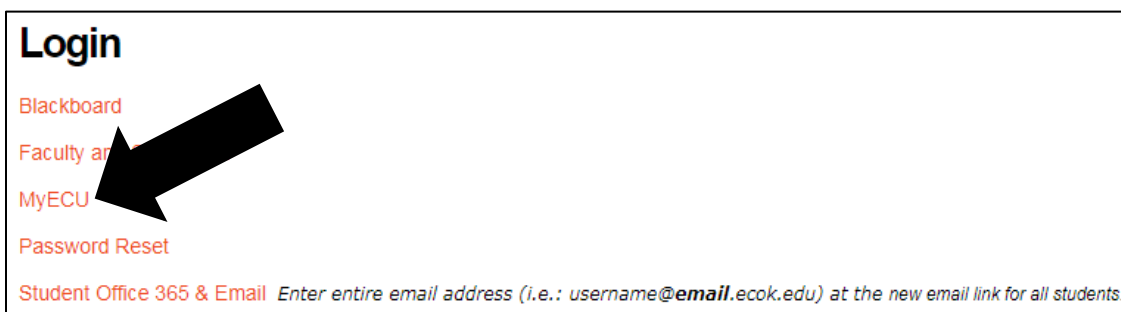 Login
Blackboard
Faculty
MyECU
Password Reset
Student Office 365 & Email Enter entire email address (i.e.: username@email.ecok.edu) at the new email link for all students.